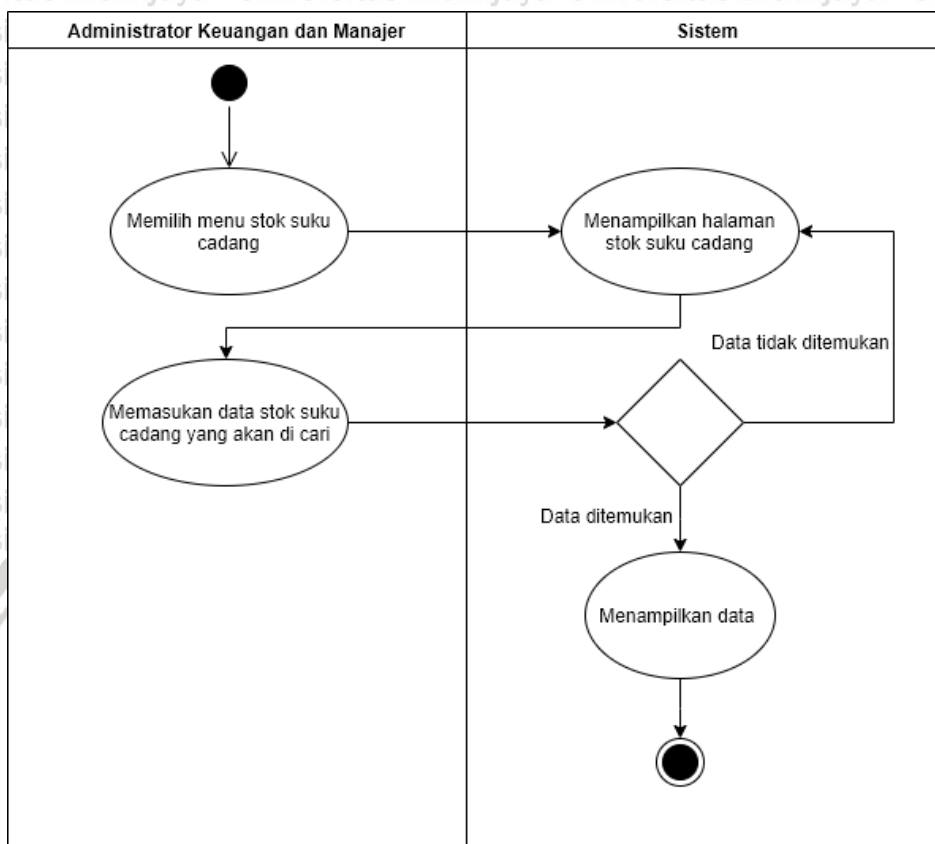 Administrator Keuangan dan Manajer
Sistem
Memilih menu stok suku
cadang
Menampilkan halaman
stok suku cadang
Data tidak ditemukan
Memasukan data stok suku
cadang yang akan di cari
Data ditemukan
Menampilkan data